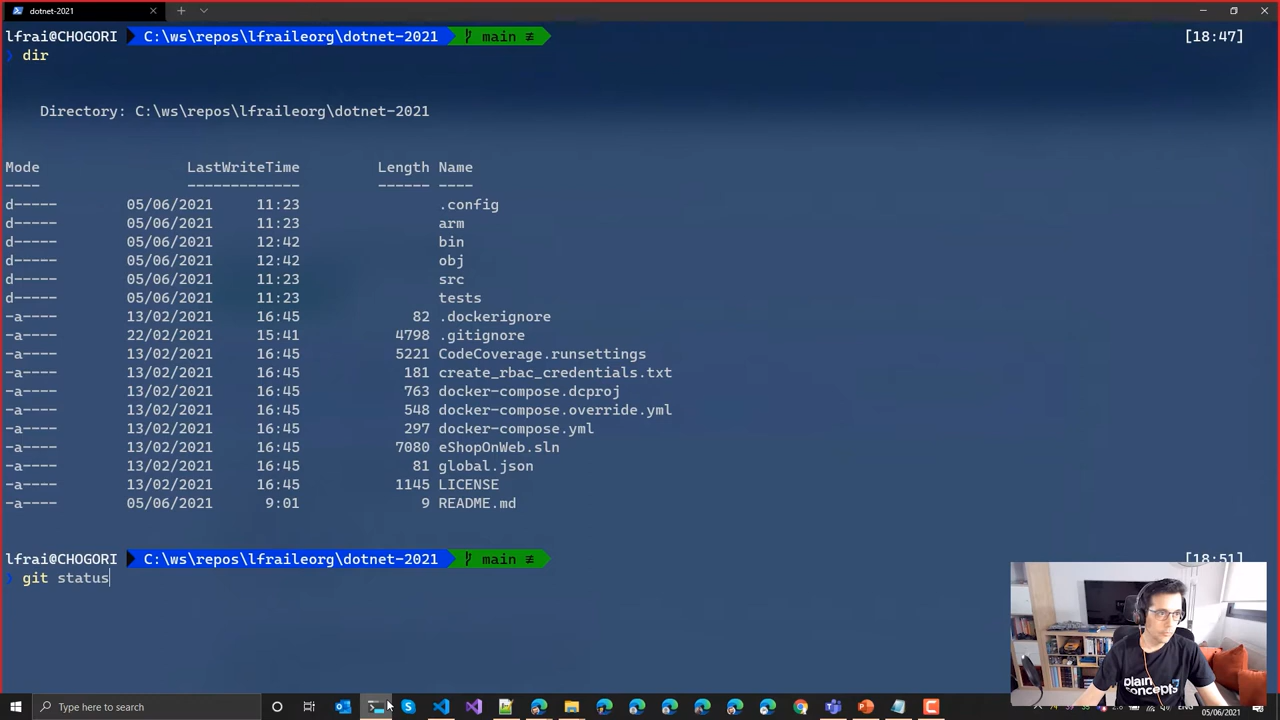 dotnet-2021
lfrai@CHOGORI C:\ws\repos\lfraileorg\dotnet-2021 main ≢ [18:47]
❯ dir
Directory: C:\ws\repos\lfraileorg\dotnet-2021
Mode LastWriteTime Length Name
---- ------------- ------ ----
d----- 05/06/2021 11:23 .config
d----- 05/06/2021 11:23 arm
d----- 05/06/2021 12:42 bin
d----- 05/06/2021 12:42 obj
d----- 05/06/2021 11:23 src
d----- 05/06/2021 11:23 tests
-a---- 13/02/2021 16:45 82 .dockerignore
-a---- 22/02/2021 15:41 4798 .gitignore
-a---- 13/02/2021 16:45 5221 CodeCoverage.runsettings
-a---- 13/02/2021 16:45 181 create_rbac_credentials.txt
-a---- 13/02/2021 16:45 763 docker-compose.dcproj
-a---- 13/02/2021 16:45 548 docker-compose.override.yml
-a---- 13/02/2021 16:45 297 docker-compose.yml
-a---- 13/02/2021 16:45 7080 eShopOnWeb.sln
-a---- 13/02/2021 16:45 81 global.json
-a---- 13/02/2021 16:45 1145 LICENSE
-a---- 05/06/2021 9:01 9 README.md
lfrai@CHOGORI C:\ws\repos\lfraileorg\dotnet-2021 main ≢ [18:51]
❯ git status
plain
concepts
Type here to search
05/06/2021